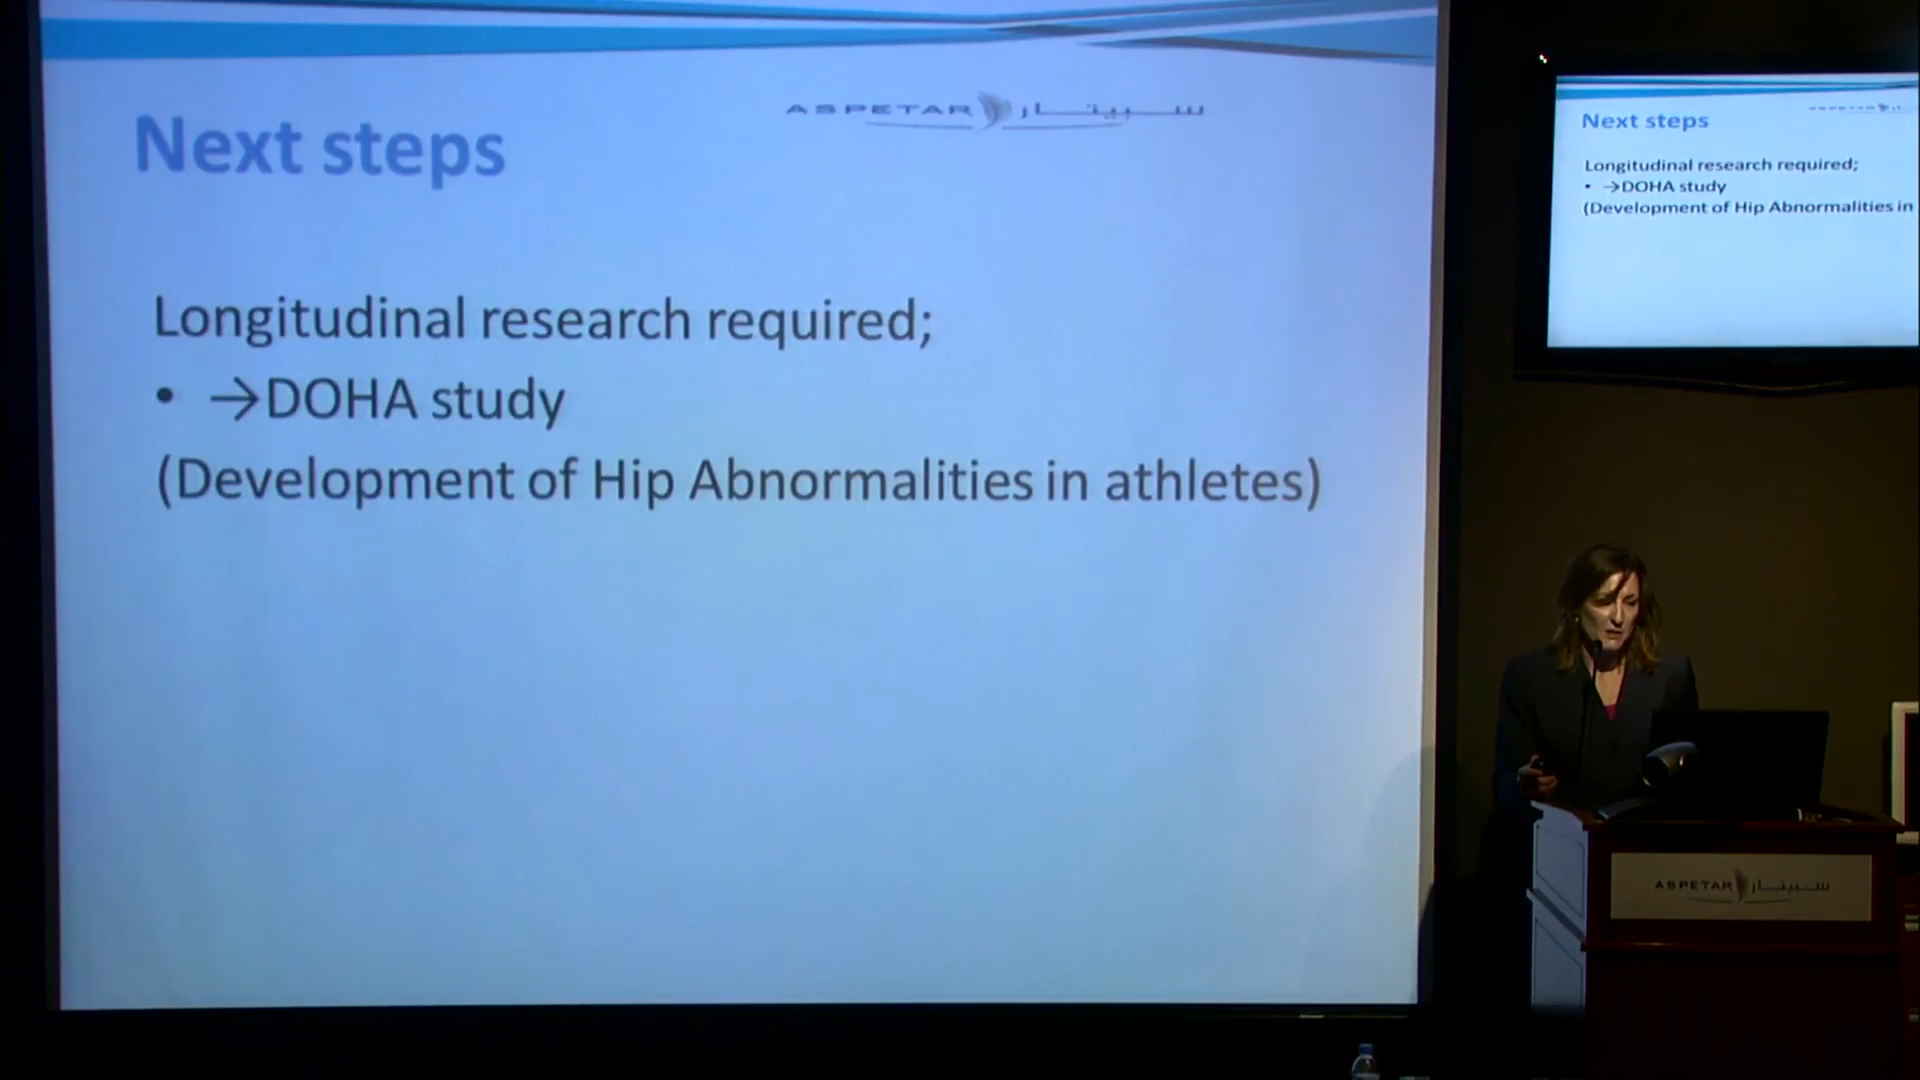 ASPETAR سبيتار
Next steps
Longitudinal research required;
• →DOHA study
(Development of Hip Abnormalities in athletes)
Next steps
Longitudinal research required;
• →DOHA study
(Development of Hip Abnormalities in
ASPETAR سبيتار